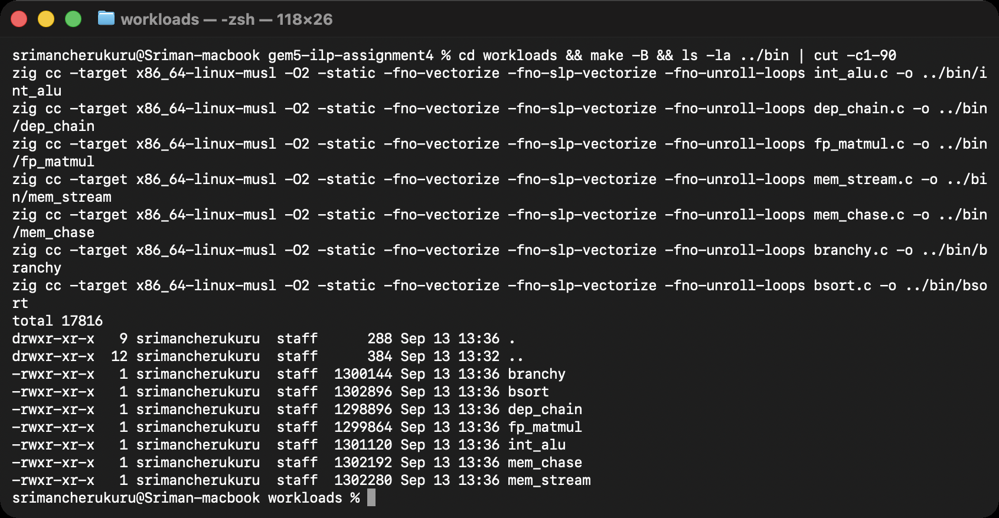 workloads — -zsh — 118×26
srimancherukuru@Sriman-macbook gem5-ilp-assignment4 % cd workloads && make -B && ls -la ../bin | cut -c1-90
zig cc -target x86_64-linux-musl -O2 -static -fno-vectorize -fno-slp-vectorize -fno-unroll-loops int_alu.c -o ../bin/i
nt_alu
zig cc -target x86_64-linux-musl -O2 -static -fno-vectorize -fno-slp-vectorize -fno-unroll-loops dep_chain.c -o ../bin
/dep_chain
zig cc -target x86_64-linux-musl -O2 -static -fno-vectorize -fno-slp-vectorize -fno-unroll-loops fp_matmul.c -o ../bin
/fp_matmul
zig cc -target x86_64-linux-musl -O2 -static -fno-vectorize -fno-slp-vectorize -fno-unroll-loops mem_stream.c -o ../bi
n/mem_stream
zig cc -target x86_64-linux-musl -O2 -static -fno-vectorize -fno-slp-vectorize -fno-unroll-loops mem_chase.c -o ../bin
/mem_chase
zig cc -target x86_64-linux-musl -O2 -static -fno-vectorize -fno-slp-vectorize -fno-unroll-loops branchy.c -o ../bin/b
ranchy
zig cc -target x86_64-linux-musl -O2 -static -fno-vectorize -fno-slp-vectorize -fno-unroll-loops bsort.c -o ../bin/bso
rt
total 17816
drwxr-xr-x   9 srimancherukuru  staff      288 Sep 13 13:36 .
drwxr-xr-x  12 srimancherukuru  staff      384 Sep 13 13:32 ..
-rwxr-xr-x   1 srimancherukuru  staff  1300144 Sep 13 13:36 branchy
-rwxr-xr-x   1 srimancherukuru  staff  1302896 Sep 13 13:36 bsort
-rwxr-xr-x   1 srimancherukuru  staff  1298896 Sep 13 13:36 dep_chain
-rwxr-xr-x   1 srimancherukuru  staff  1299864 Sep 13 13:36 fp_matmul
-rwxr-xr-x   1 srimancherukuru  staff  1301120 Sep 13 13:36 int_alu
-rwxr-xr-x   1 srimancherukuru  staff  1302192 Sep 13 13:36 mem_chase
-rwxr-xr-x   1 srimancherukuru  staff  1302280 Sep 13 13:36 mem_stream
srimancherukuru@Sriman-macbook workloads %